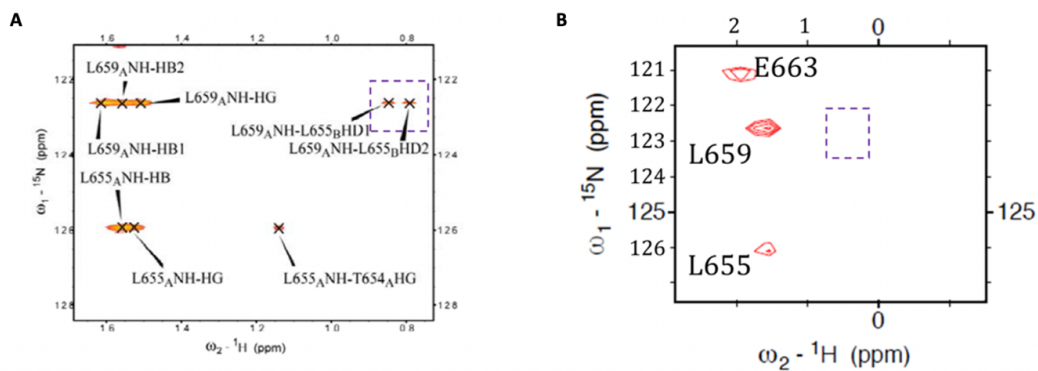 A
122
124
126
128
1.6
1.4
1.2
1.0
0.8
ω1 - 15N (ppm)
ω2 - 1H (ppm)
L659ANH-HB2
L659ANH-HG
L659ANH-HB1
L659ANH-L655BHD1
L659ANH-L655BHD2
L655ANH-HB
L655ANH-HG
L655ANH-T654AHG
122
124
126
128
1.6
1.4
1.2
1.0
0.8
B
2
1
0
121
122
123
124
125
126
E663
L659
L655
125
0
ω1 - 15N (ppm)
ω2 - 1H (ppm)